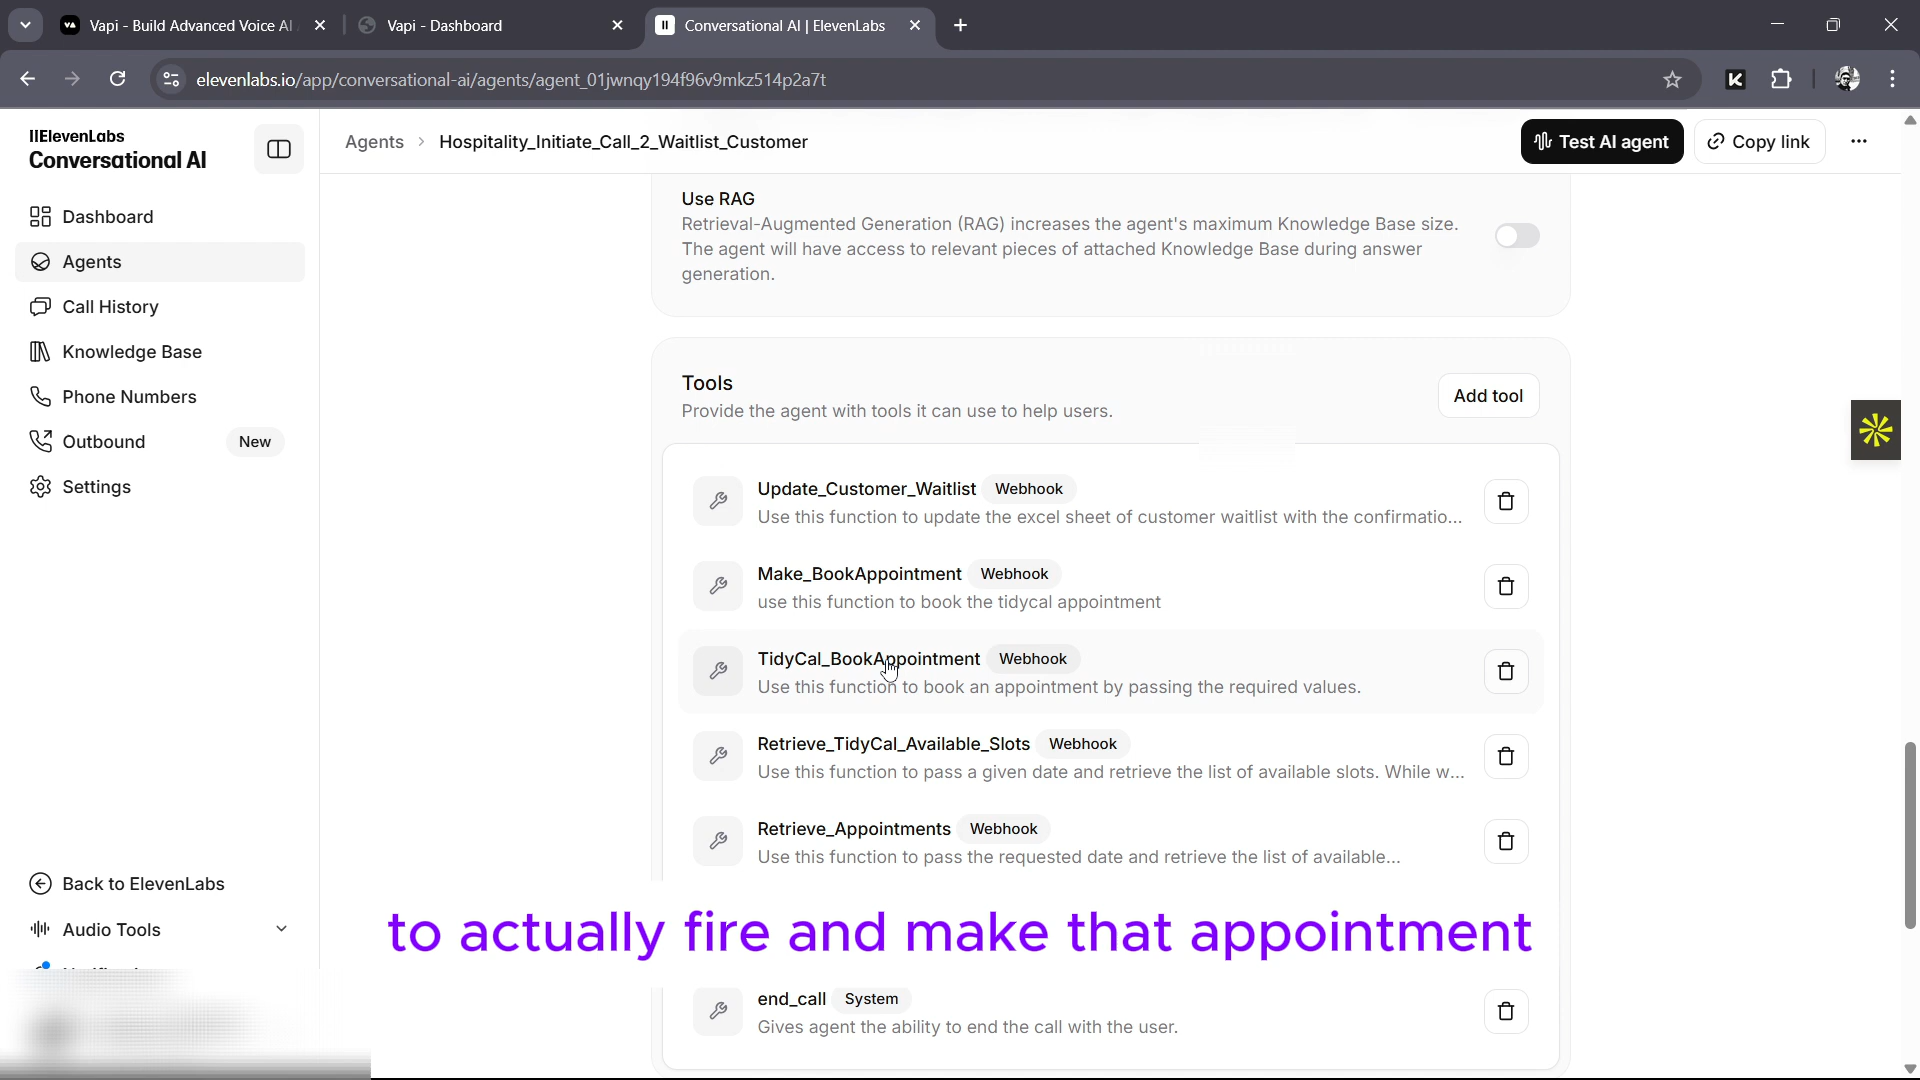 Vapi - Build Advanced Voice AI
Vapi - Dashboard
Conversational AI | ElevenLabs
elevenlabs.io/app/conversational-ai/agents/agent_01jwnqy194f96v9mkz514p2a7t
IIElevenLabs
Conversational AI
Agents > Hospitality_Initiate_Call_2_Waitlist_Customer
Test AI agent
Copy link
Dashboard
Agents
Call History
Knowledge Base
Phone Numbers
Outbound New
Settings
Back to ElevenLabs
Audio Tools
Use RAG
Retrieval-Augmented Generation (RAG) increases the agent's maximum Knowledge Base size.
The agent will have access to relevant pieces of attached Knowledge Base during answer
generation.
Tools
Provide the agent with tools it can use to help users.
Add tool
Update_Customer_Waitlist Webhook
Use this function to update the excel sheet of customer waitlist with the confirmatio...
Make_BookAppointment Webhook
use this function to book the tidycal appointment
TidyCal_BookAppointment Webhook
Use this function to book an appointment by passing the required values.
Retrieve_TidyCal_Available_Slots Webhook
Use this function to pass a given date and retrieve the list of available slots. While w...
Retrieve_Appointments Webhook
Use this function to pass the requested date and retrieve the list of available...
to actually fire and make that appointment
end_call System
Gives agent the ability to end the call with the user.